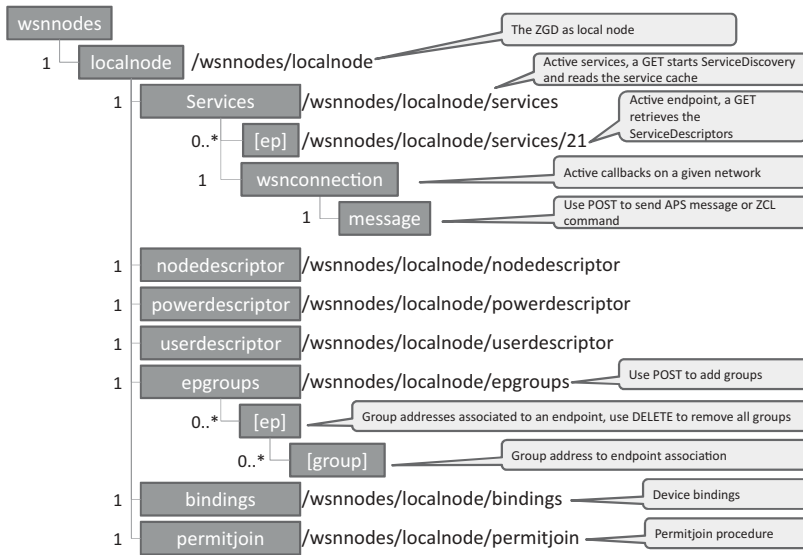 wsnnodes
The ZGD as local node
1 localnode /wsnnodes/localnode
Active services, a GET starts ServiceDiscovery
and reads the service cache
1 Services /wsnnodes/localnode/services
Active endpoint, a GET
retrieves the
ServiceDescriptors
0..* [ep] /wsnnodes/localnode/services/21
1 wsnconnection
Active callbacks on a given network
1 message
Use POST to send APS message or ZCL
command
1 nodedescriptor /wsnnodes/localnode/nodedescriptor
1 powerdescriptor /wsnnodes/localnode/powerdescriptor
1 userdescriptor /wsnnodes/localnode/userdescriptor
1 epgroups /wsnnodes/localnode/epgroups
Use POST to add groups
0..* [ep]
Group addresses associated to an endpoint, use DELETE to remove all groups
0..* [group]
Group address to endpoint association
1 bindings /wsnnodes/localnode/bindings
Device bindings
1 permitjoin /wsnnodes/localnode/permitjoin
Permitjoin procedure